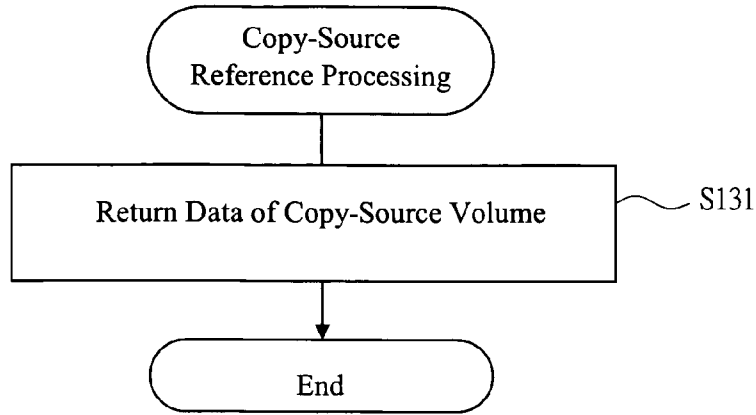 Copy-Source
Reference Processing
Return Data of Copy-Source Volume
S131
End